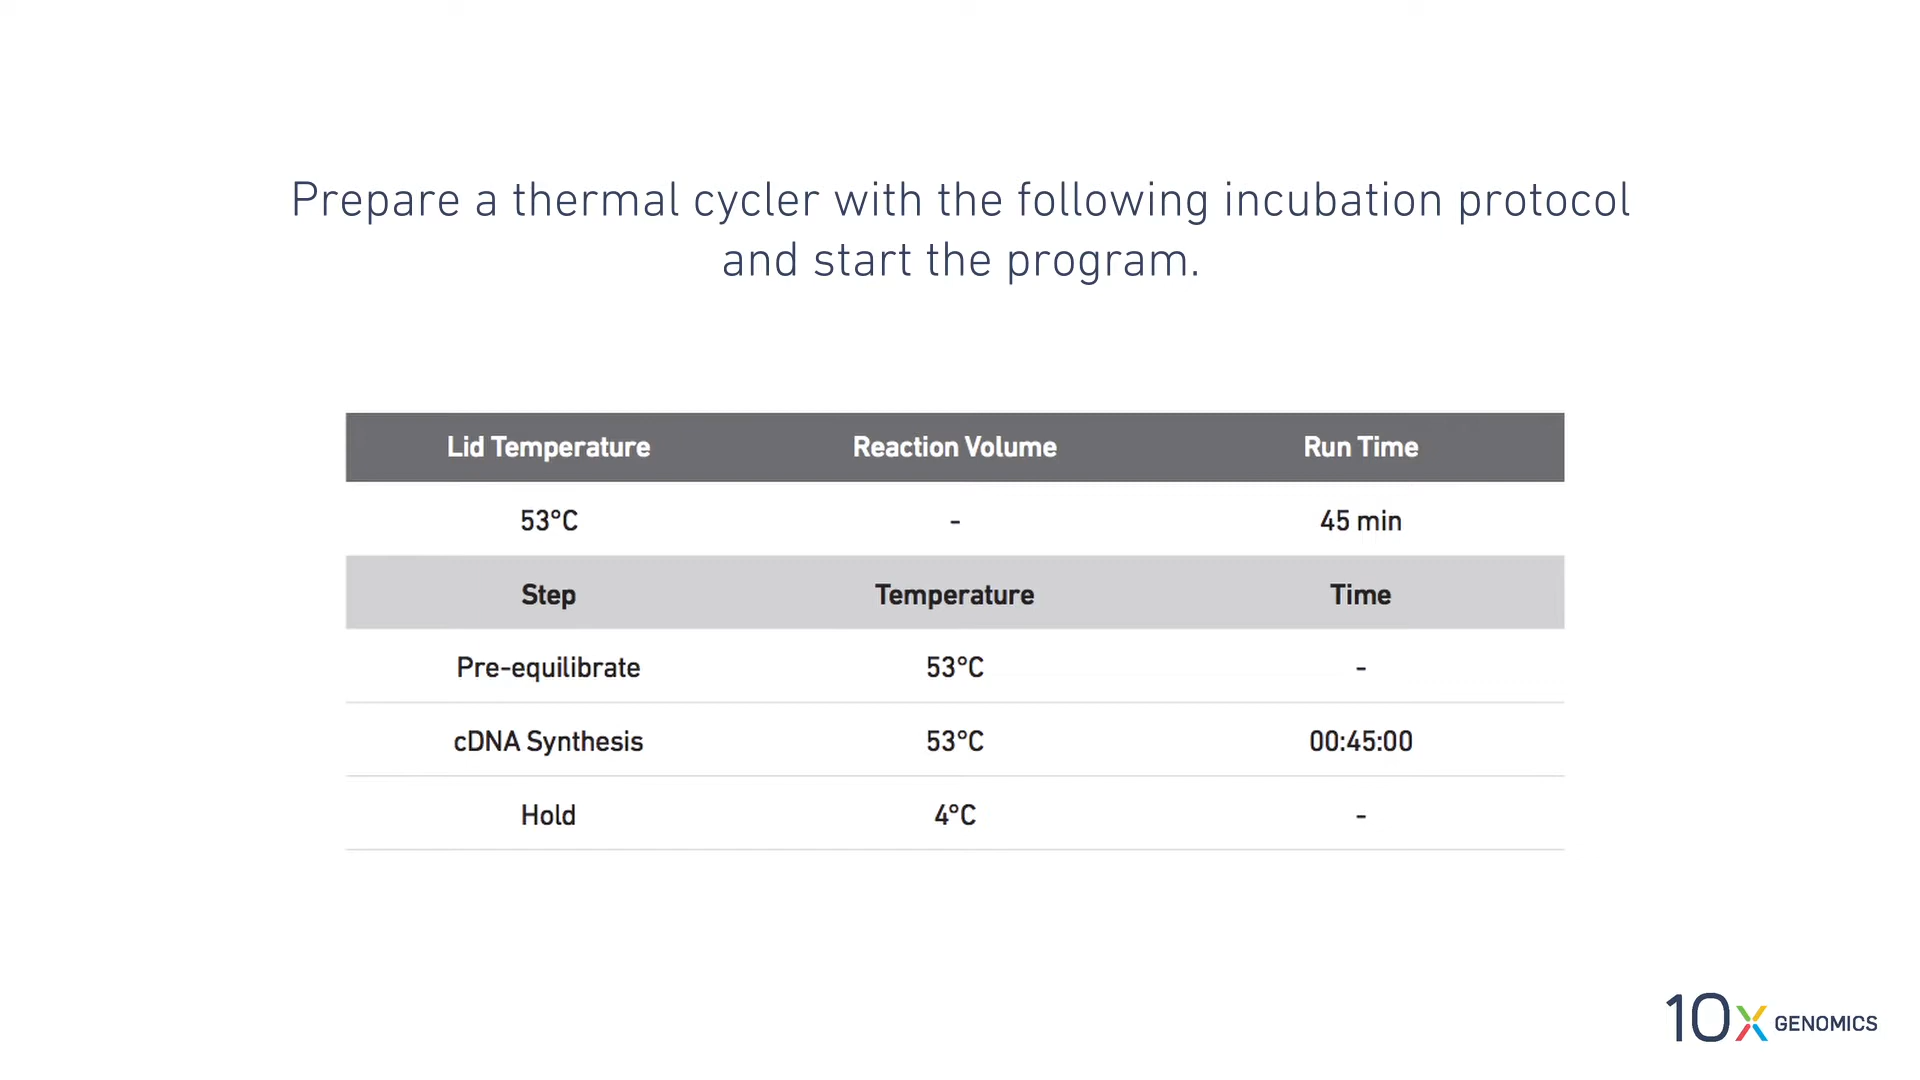 Prepare a thermal cycler with the following incubation protocol
and start the program.
Lid Temperature Reaction Volume Run Time
53°C - 45 min
Step Temperature Time
Pre-equilibrate 53°C -
cDNA Synthesis 53°C 00:45:00
Hold 4°C -
10x GENOMICS